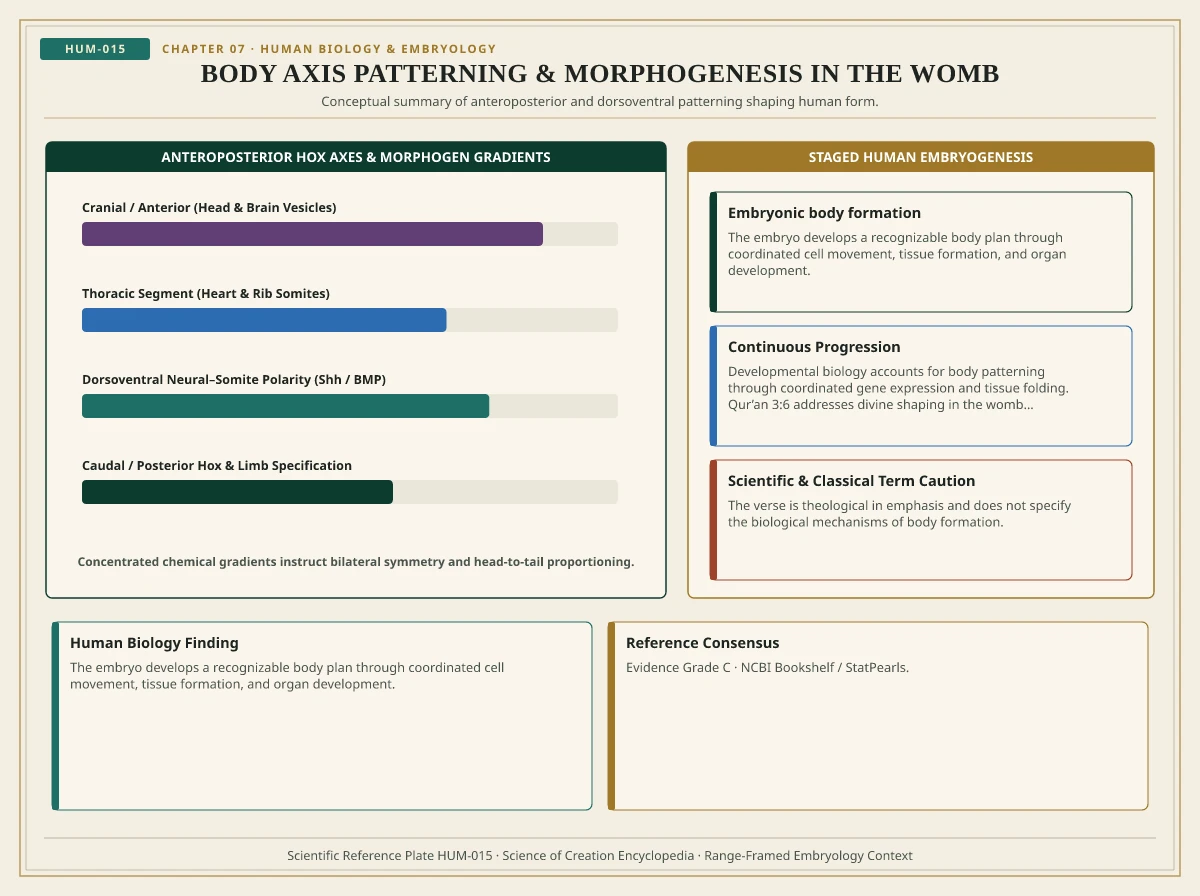 HUM-015
CHAPTER 07 · HUMAN BIOLOGY & EMBRYOLOGY
BODY AXIS PATTERNING & MORPHOGENESIS IN THE WOMB
Conceptual summary of anteroposterior and dorsoventral patterning shaping human form.
ANTEROPOSTERIOR HOX AXES & MORPHOGEN GRADIENTS
Cranial / Anterior (Head & Brain Vesicles)
Thoracic Segment (Heart & Rib Somites)
Dorsoventral Neural–Somite Polarity (Shh / BMP)
Caudal / Posterior Hox & Limb Specification
Concentrated chemical gradients instruct bilateral symmetry and head-to-tail proportioning.
STAGED HUMAN EMBRYOGENESIS
Embryonic body formation
The embryo develops a recognizable body plan through
coordinated cell movement, tissue formation, and organ
development.
Continuous Progression
Developmental biology accounts for body patterning
through coordinated gene expression and tissue folding.
Qur’an 3:6 addresses divine shaping in the womb…
Scientific & Classical Term Caution
The verse is theological in emphasis and does not specify
the biological mechanisms of body formation.
Human Biology Finding
The embryo develops a recognizable body plan through coordinated cell
movement, tissue formation, and organ development.
Reference Consensus
Evidence Grade C · NCBI Bookshelf / StatPearls.
Scientific Reference Plate HUM-015 · Science of Creation Encyclopedia · Range-Framed Embryology Context